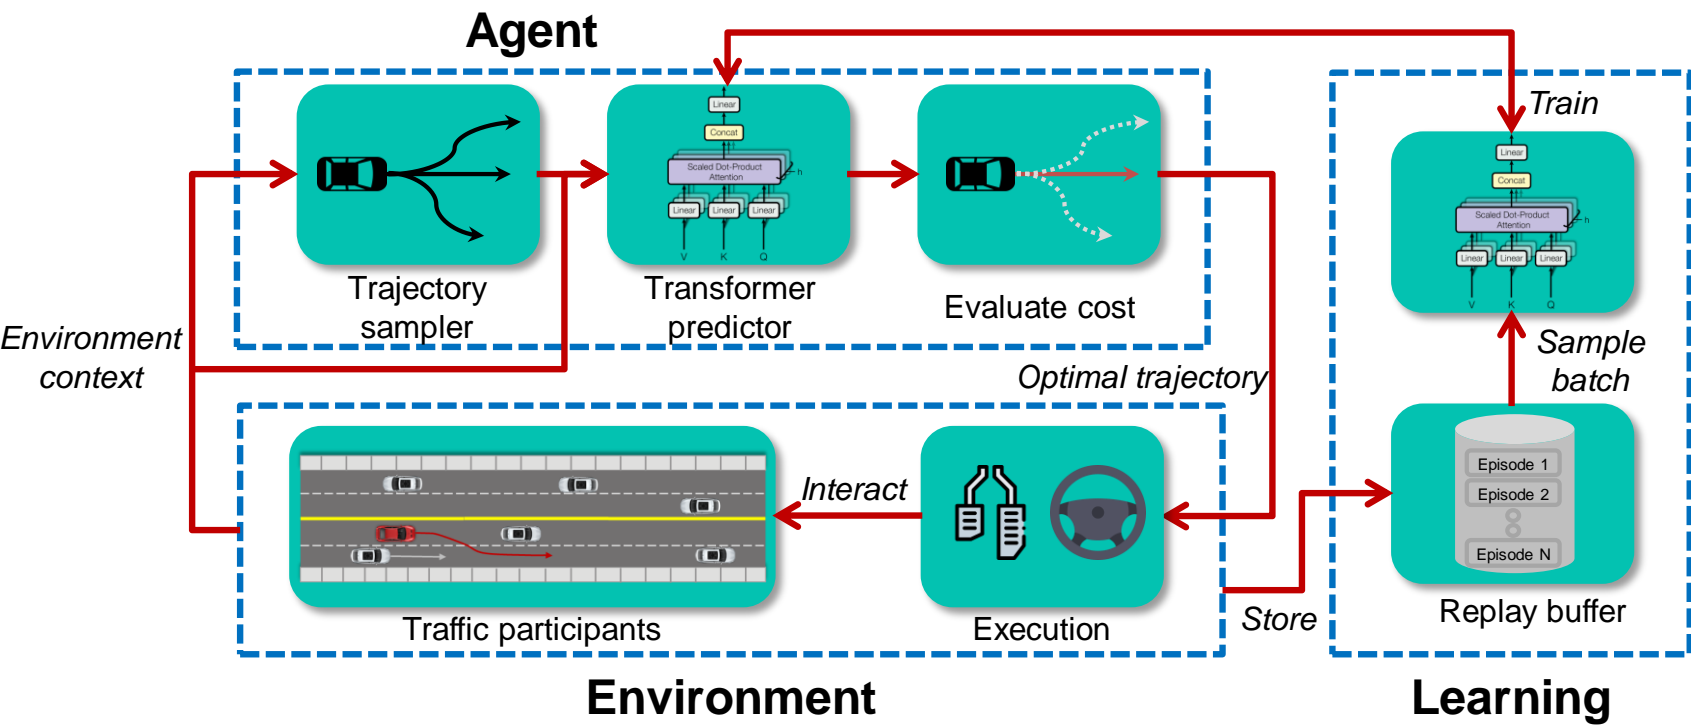 Agent
Linear
Concat
Scaled Dot-Product
Attention
h
Linear
Linear
Linear
V
K
Q
Trajectory
sampler
Transformer
predictor
Evaluate cost
Environment
context
Optimal trajectory
Interact
Traffic participants
Execution
Environment
Store
Train
Linear
Concat
Scaled Dot-Product
Attention
h
Linear
Linear
Linear
V
K
Q
Sample
batch
Episode 1
Episode 2
Episode N
Replay buffer
Learning